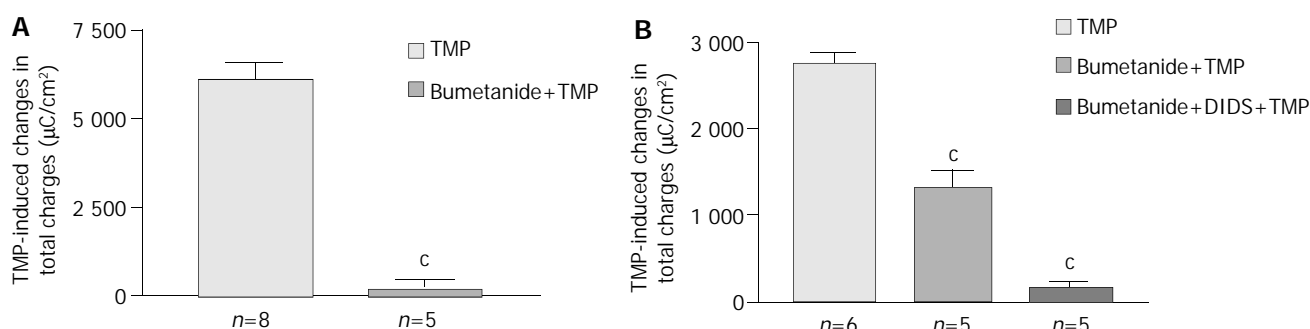 A
TMP-induced changes in
total charges (µC/cm²)
7 500
5 000
2 500
0
TMP
Bumetanide+TMP
c
n=8
n=5
B
TMP-induced changes in
total charges (µC/cm²)
3 000
2 000
1 000
0
TMP
Bumetanide+TMP
Bumetanide+DIDS+TMP
c
c
n=6
n=5
n=5